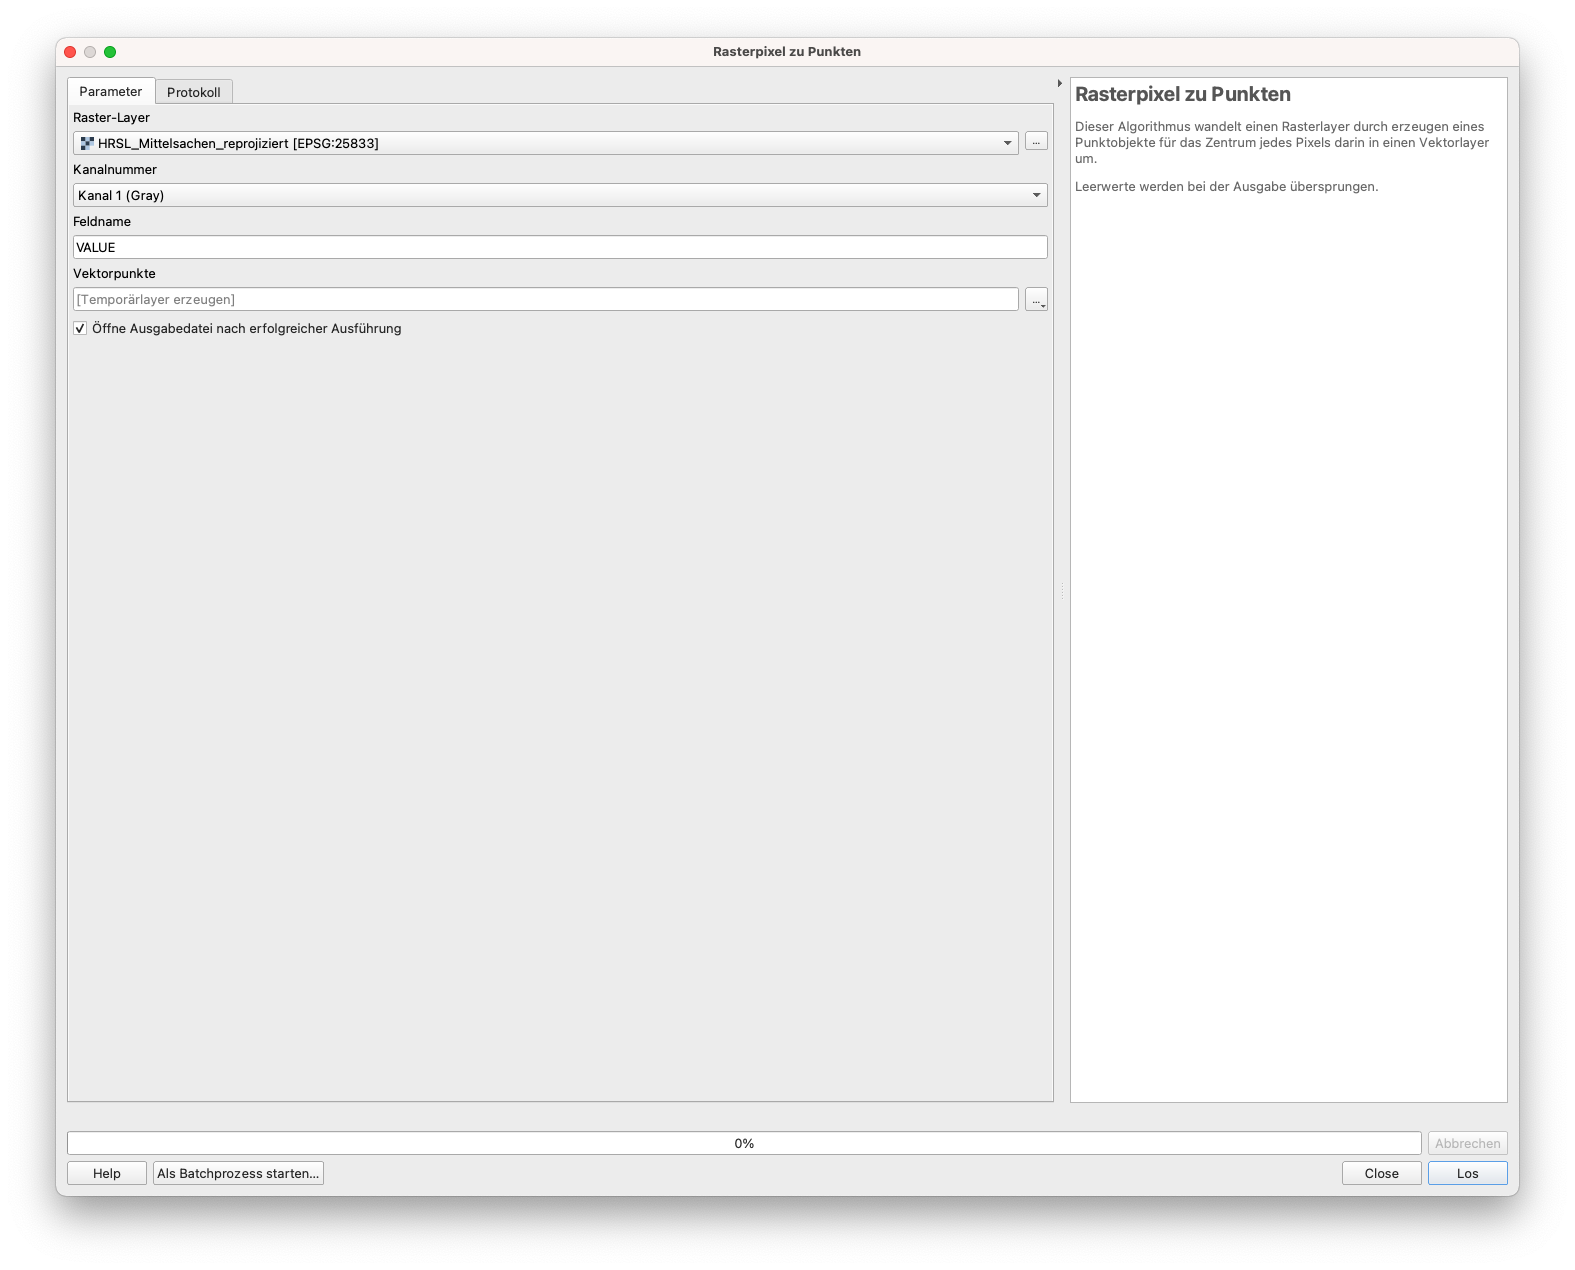 Rasterpixel zu Punkten
Parameter
Protokoll
Raster-Layer
HRSL_Mittelsachen_reprojiziert [EPSG:25833]
...
Kanalnummer
Kanal 1 (Gray)
Feldname
VALUE
Vektorpunkte
[Temporärlayer erzeugen]
...
Öffne Ausgabedatei nach erfolgreicher Ausführung
Rasterpixel zu Punkten
Dieser Algorithmus wandelt einen Rasterlayer durch erzeugen eines
Punktobjekte für das Zentrum jedes Pixels darin in einen Vektorlayer
um.
Leerwerte werden bei der Ausgabe übersprungen.
0%
Abbrechen
Help
Als Batchprozess starten...
Close
Los